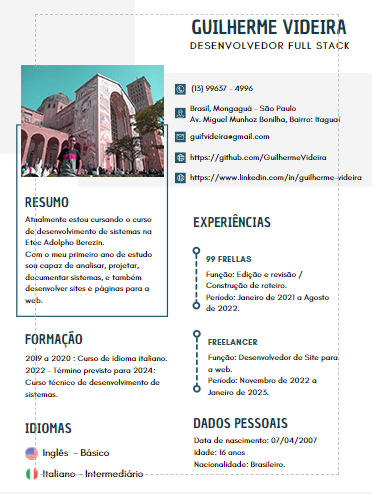 GUILHERME VIDEIRA
DESENVOLVEDOR FULL STACK
(13) 99637 - 4996
Brasil, Mongaguá - São Paulo
Av. Miguel Munhoz Bonilha, Bairro: Itaguaí
guifvideira@gmail.com
https://github.com/GuilhermeVideira
https://www.linkedin.com/in/guilherme-videira
RESUMO
Atualmente estou cursando o curso
de desenvolvimento de sistemas na
Etec Adolpho Berezin.
Com o meu primeiro ano de estudo
sou capaz de analisar, projetar,
documentar sistemas, e também
desenvolver sites e páginas para a
web.
FORMAÇÃO
2019 a 2020 : Curso de idioma italiano.
2022 - Término previsto para 2024:
Curso técnico de desenvolvimento de
sistemas.
IDIOMAS
Inglês - Básico
Italiano - Intermediário
EXPERIÊNCIAS
99 FRELLAS
Função: Edição e revisão /
Construção de roteiro.
Período: Janeiro de 2021 a Agosto
de 2022.
FREELANCER
Função: Desenvolvedor de Site para
a web.
Período: Novembro de 2022 a
Janeiro de 2023.
DADOS PESSOAIS
Data de nascimento: 07/04/2007
Idade: 16 anos
Nacionalidade: Brasileiro.